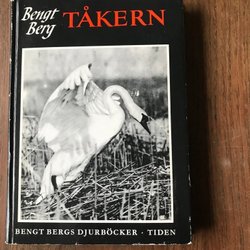 Bengt
Berg
TÅKERN
BENGT BERGS DJURBÖCKER · TIDEN